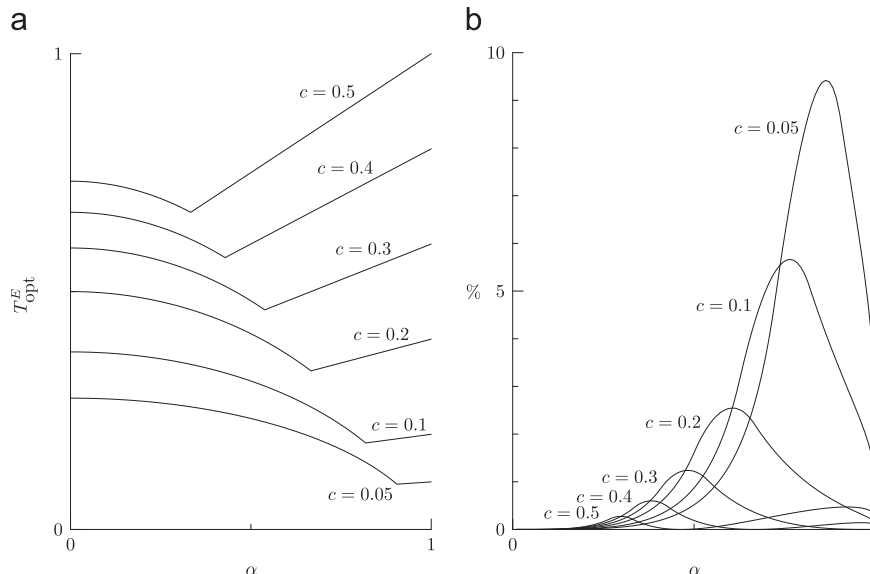 a
b
1
T^E_opt
c = 0.5
c = 0.4
c = 0.3
c = 0.2
c = 0.1
c = 0.05
0
0
1
α
10
%
5
0
c = 0.05
c = 0.1
c = 0.2
c = 0.3
c = 0.4
c = 0.5
0
α